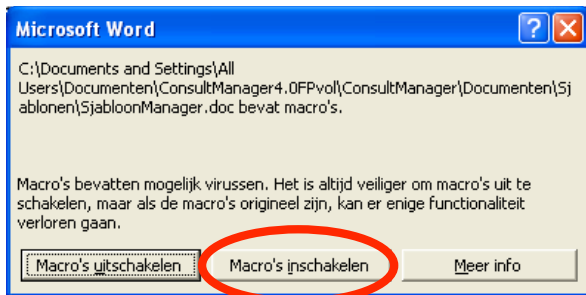 Microsoft Word
C:\Documents and Settings\All
Users\Documenten\ConsultManager4.0FPvol\ConsultManager\Documenten\Sj
ablonen\SjabloonManager.doc bevat macro's.
Macro's bevatten mogelijk virussen. Het is altijd veiliger om macro's uit te
schakelen, maar als de macro's origineel zijn, kan er enige functionaliteit
verloren gaan.
Macro's uitschakelen Macro's inschakelen Meer info